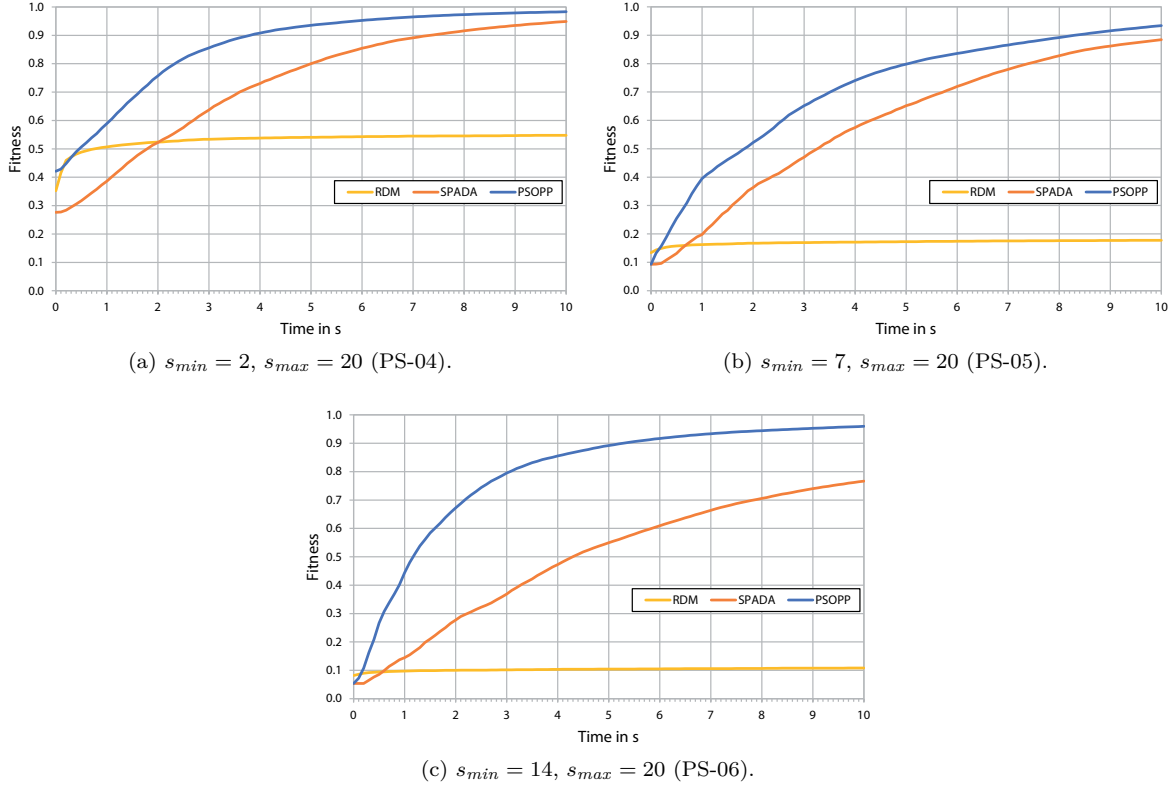 1.0
0.9
0.8
0.7
0.6
0.5
0.4
0.3
0.2
0.1
0.0
Fitness
RDM SPADA PSOPP
0 1 2 3 4 5 6 7 8 9 10
Time in s
(a) s_min = 2, s_max = 20 (PS-04).
1.0
0.9
0.8
0.7
0.6
0.5
0.4
0.3
0.2
0.1
0.0
Fitness
RDM SPADA PSOPP
0 1 2 3 4 5 6 7 8 9 10
Time in s
(b) s_min = 7, s_max = 20 (PS-05).
1.0
0.9
0.8
0.7
0.6
0.5
0.4
0.3
0.2
0.1
0.0
Fitness
RDM SPADA PSOPP
0 1 2 3 4 5 6 7 8 9 10
Time in s
(c) s_min = 14, s_max = 20 (PS-06).